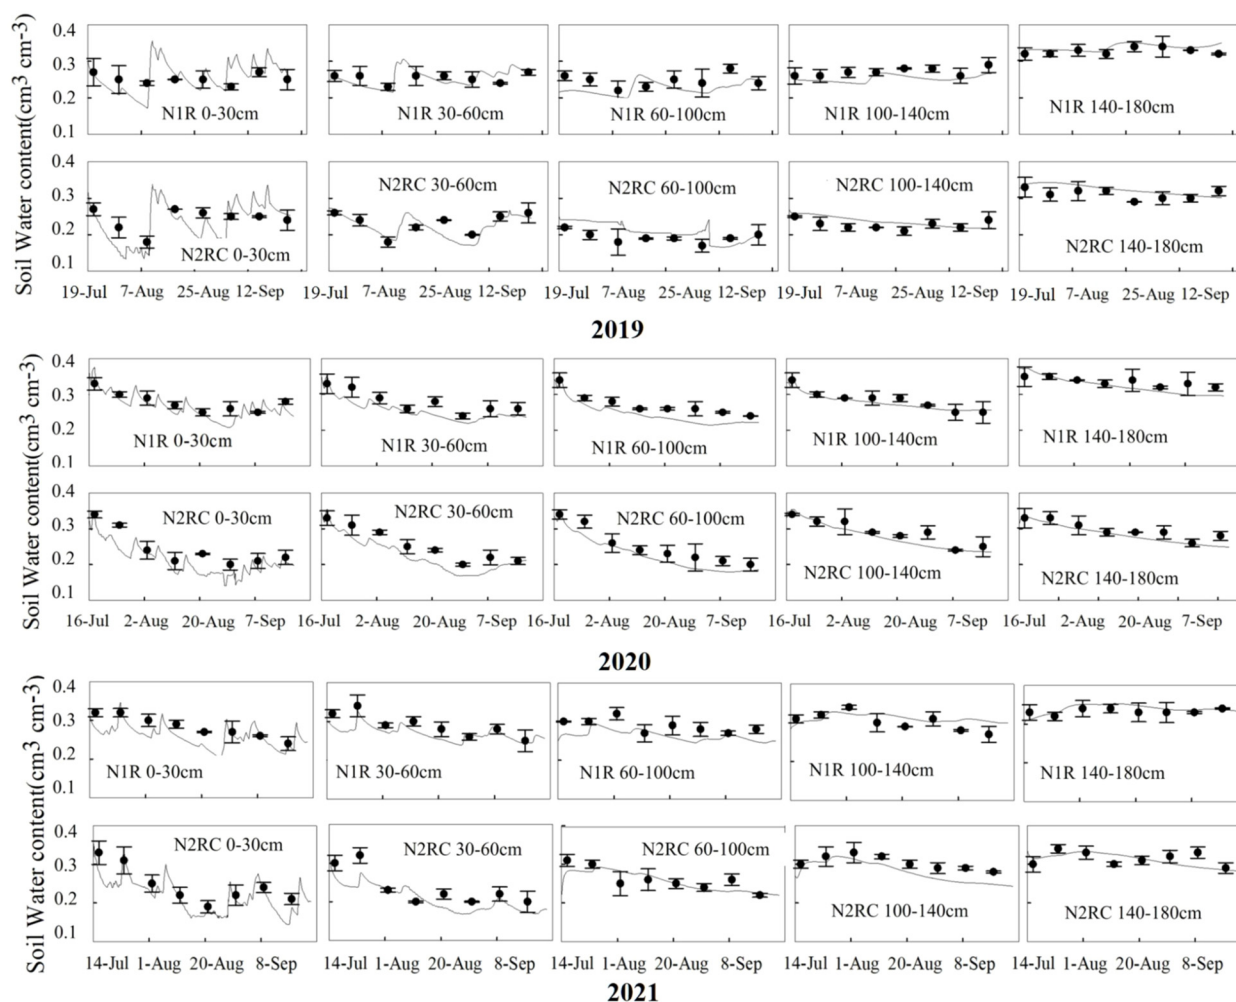 Soil Water content(cm3 cm-3)
0.4
0.3
0.2
0.1
N1R 0-30cm
N1R 30-60cm
N1R 60-100cm
N1R 100-140cm
N1R 140-180cm
0.4
0.3
0.2
0.1
N2RC 0-30cm
N2RC 30-60cm
N2RC 60-100cm
N2RC 100-140cm
N2RC 140-180cm
19-Jul 7-Aug 25-Aug 12-Sep 19-Jul 7-Aug 25-Aug 12-Sep 19-Jul 7-Aug 25-Aug 12-Sep 19-Jul 7-Aug 25-Aug 12-Sep 19-Jul 7-Aug 25-Aug 12-Sep
2019
Soil Water content(cm3 cm-3)
0.4
0.3
0.2
0.1
N1R 0-30cm
N1R 30-60cm
N1R 60-100cm
N1R 100-140cm
N1R 140-180cm
0.4
0.3
0.2
0.1
N2RC 0-30cm
N2RC 30-60cm
N2RC 60-100cm
N2RC 100-140cm
N2RC 140-180cm
16-Jul 2-Aug 20-Aug 7-Sep 16-Jul 2-Aug 20-Aug 7-Sep 16-Jul 2-Aug 20-Aug 7-Sep 16-Jul 2-Aug 20-Aug 7-Sep 16-Jul 2-Aug 20-Aug 7-Sep
2020
Soil Water content(cm3 cm-3)
0.4
0.3
0.2
0.1
N1R 0-30cm
N1R 30-60cm
N1R 60-100cm
N1R 100-140cm
N1R 140-180cm
0.4
0.3
0.2
0.1
N2RC 0-30cm
N2RC 30-60cm
N2RC 60-100cm
N2RC 100-140cm
N2RC 140-180cm
14-Jul 1-Aug 20-Aug 8-Sep 14-Jul 1-Aug 20-Aug 8-Sep 14-Jul 1-Aug 20-Aug 8-Sep 14-Jul 1-Aug 20-Aug 8-Sep 14-Jul 1-Aug 20-Aug 8-Sep
2021